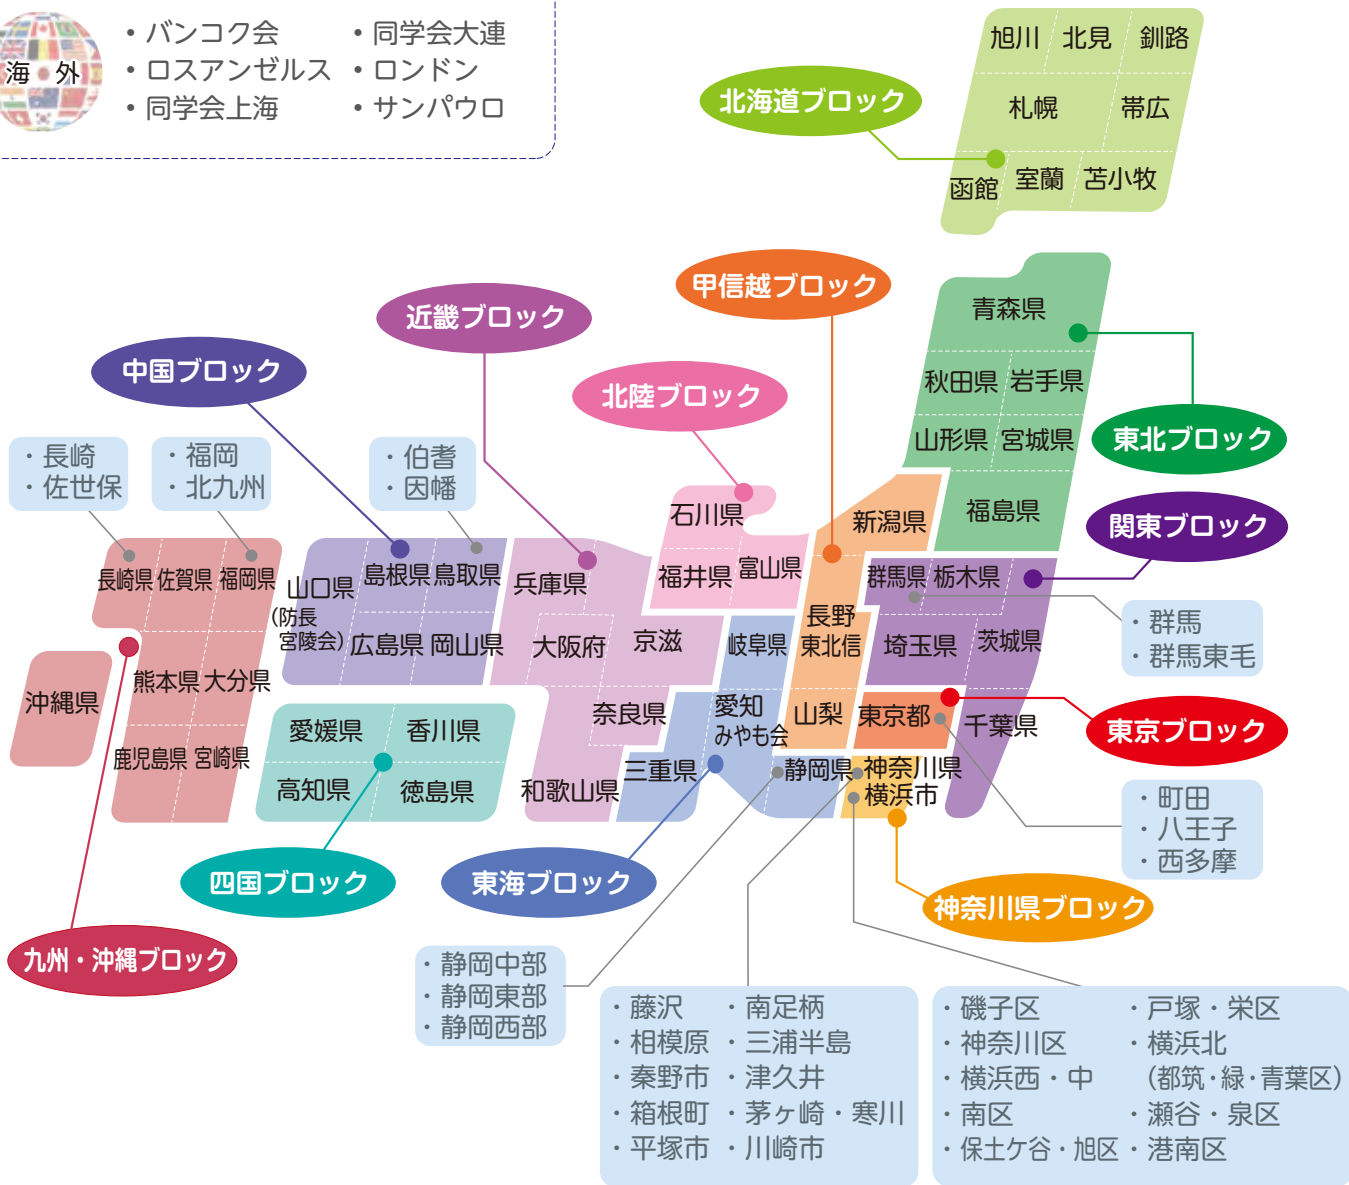 海外
・バンコク会
・同学会大連
・ロスアンゼルス
・ロンドン
・同学会上海
・サンパウロ
北海道ブロック
旭川 北見 釧路
札幌 帯広
函館 室蘭 苫小牧
甲信越ブロック
近畿ブロック
中国ブロック
北陸ブロック
青森県
秋田県 岩手県
山形県 宮城県
福島県
東北ブロック
関東ブロック
・長崎
・佐世保
・福岡
・北九州
・伯耆
・因幡
石川県
福井県 富山県
新潟県
長野
東北信
山梨
群馬県 栃木県
埼玉県 茨城県
千葉県
・群馬
・群馬東毛
東京都
東京ブロック
・町田
・八王子
・西多摩
長崎県 佐賀県 福岡県
熊本県 大分県
鹿児島県 宮崎県
沖縄県
山口県
(防長
宮陵会)
島根県 鳥取県
広島県 岡山県
兵庫県
大阪府 京滋
奈良県
和歌山県
岐阜県
愛知
みやも会
三重県
静岡県
神奈川県
横浜市
愛媛県 香川県
高知県 徳島県
四国ブロック
東海ブロック
神奈川県ブロック
九州・沖縄ブロック
・静岡中部
・静岡東部
・静岡西部
・藤沢 ・南足柄
・相模原 ・三浦半島
・秦野市 ・津久井
・箱根町 ・茅ヶ崎・寒川
・平塚市 ・川崎市
・磯子区 ・戸塚・栄区
・神奈川区 ・横浜北
・横浜西・中 (都筑・緑・青葉区)
・南区 ・瀬谷・泉区
・保土ケ谷・旭区 ・港南区